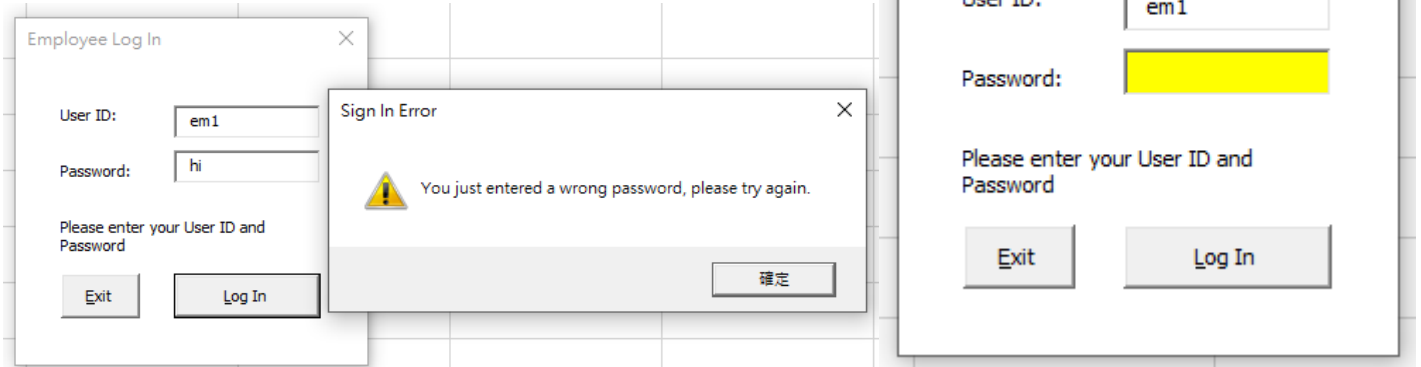 Employee Log In
User ID:
em1
Password:
hi
Please enter your User ID and
Password
Exit
Log In
Sign In Error
You just entered a wrong password, please try again.
確定
User ID:
em1
Password:
Please enter your User ID and
Password
Exit
Log In